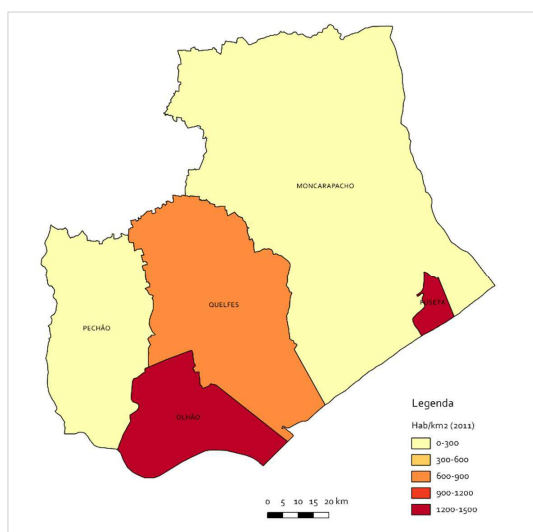 MONCARAPACHO
QUELFES
FUSETA
PECHÃO
OLHÃO
Legenda
Hab/km2 (2011)
0-300
300-600
600-900
900-1200
1200-1500
0 5 10 15 20 km